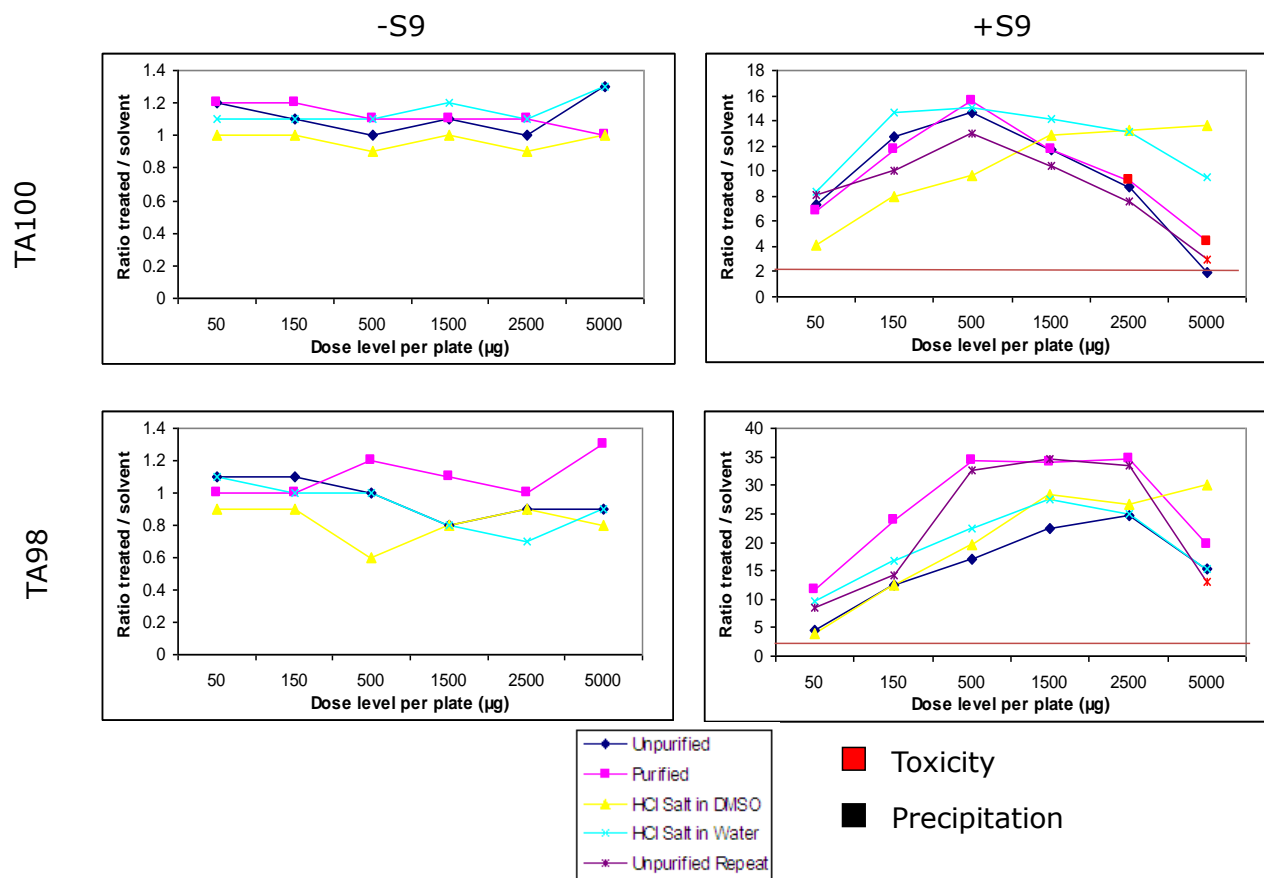 -S9
+S9
TA100
1.4
1.2
1
0.8
0.6
0.4
0.2
0
Ratio treated / solvent
50 150 500 1500 2500 5000
Dose level per plate (µg)
18
16
14
12
10
8
6
4
2
0
Ratio treated / solvent
50 150 500 1500 2500 5000
Dose level per plate (µg)
TA98
1.4
1.2
1
0.8
0.6
0.4
0.2
0
Ratio treated / solvent
50 150 500 1500 2500 5000
Dose level per plate (µg)
40
35
30
25
20
15
10
5
0
Ratio treated / solvent
50 150 500 1500 2500 5000
Dose level per plate (µg)
Unpurified
Purified
HCl Salt in DMSO
HCl Salt in Water
Unpurified Repeat
Toxicity
Precipitation